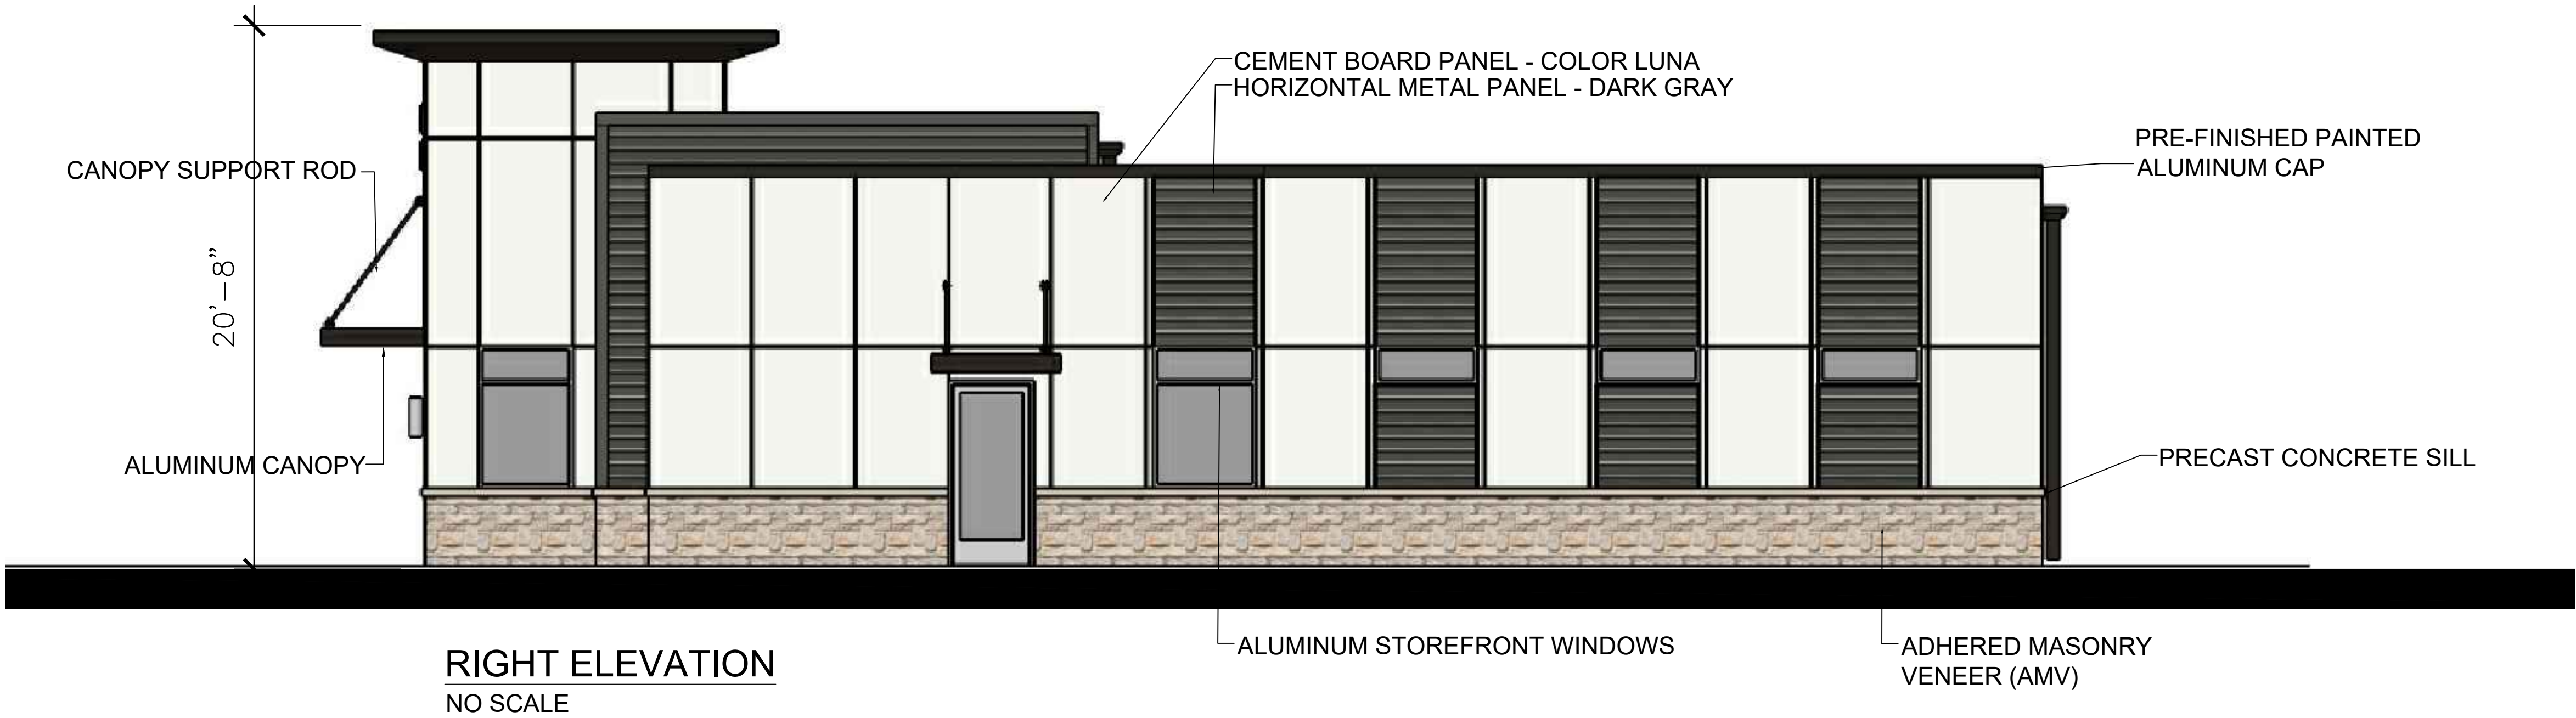 CEMENT BOARD PANEL - COLOR LUNA
HORIZONTAL METAL PANEL - DARK GRAY
PRE-FINISHED PAINTED
ALUMINUM CAP
CANOPY SUPPORT ROD
20'-8"
ALUMINUM CANOPY
PRECAST CONCRETE SILL
ALUMINUM STOREFRONT WINDOWS
ADHERED MASONRY
VENEER (AMV)
RIGHT ELEVATION
NO SCALE